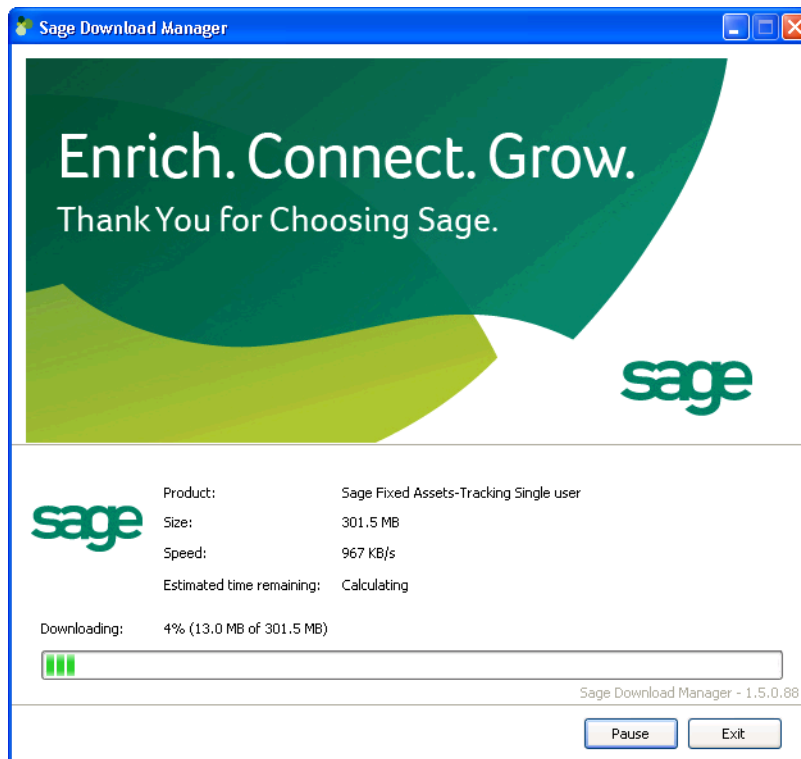 Sage Download Manager
Enrich. Connect. Grow.
Thank You for Choosing Sage.
sage
sage
Product: Sage Fixed Assets-Tracking Single user
Size: 301.5 MB
Speed: 967 KB/s
Estimated time remaining: Calculating
Downloading: 4% (13.0 MB of 301.5 MB)
Sage Download Manager - 1.5.0.88
Pause Exit